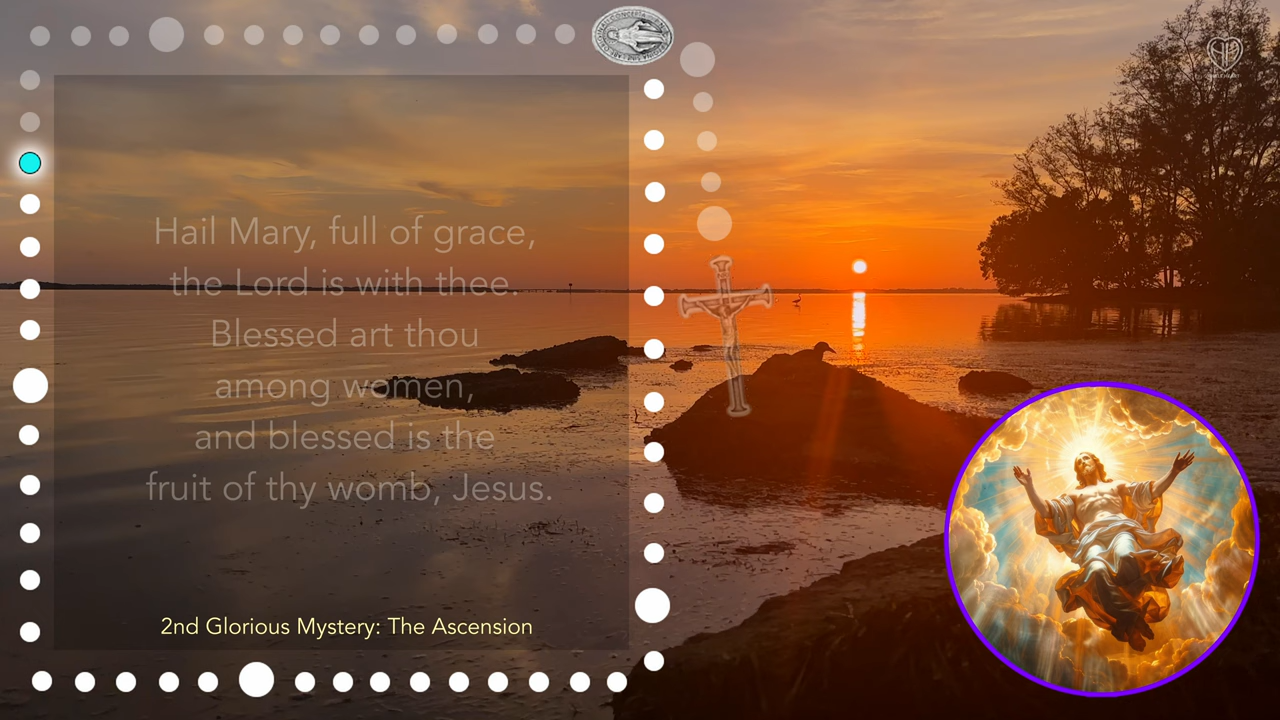 Hail Mary, full of grace,
the Lord is with thee.
Blessed art thou
among women,
and blessed is the
fruit of thy womb, Jesus.
2nd Glorious Mystery: The Ascension